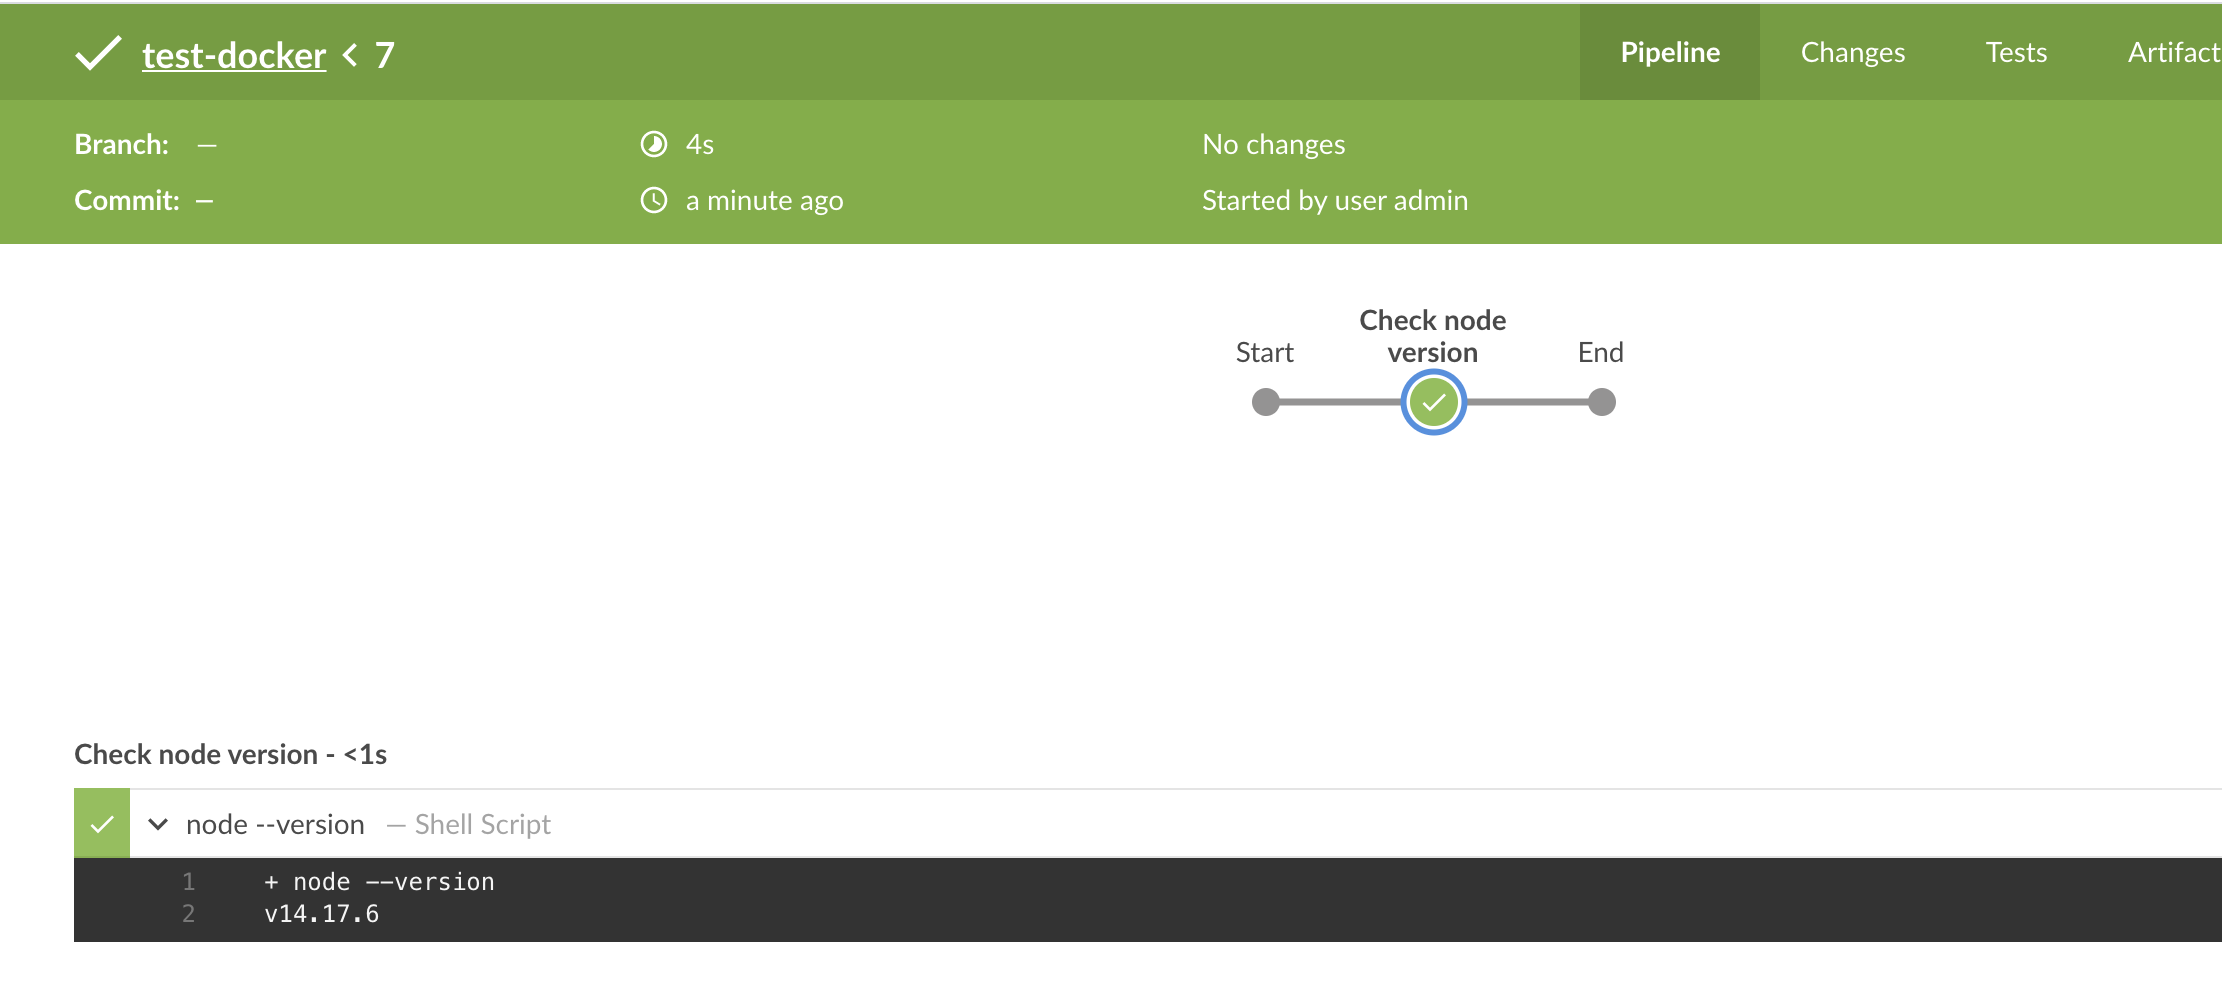 test-docker < 7
Pipeline Changes Tests Artifact
Branch: — 4s No changes
Commit: — a minute ago Started by user admin
Check node
Start version End
Check node version - <1s
node --version — Shell Script
1 + node --version
2 v14.17.6